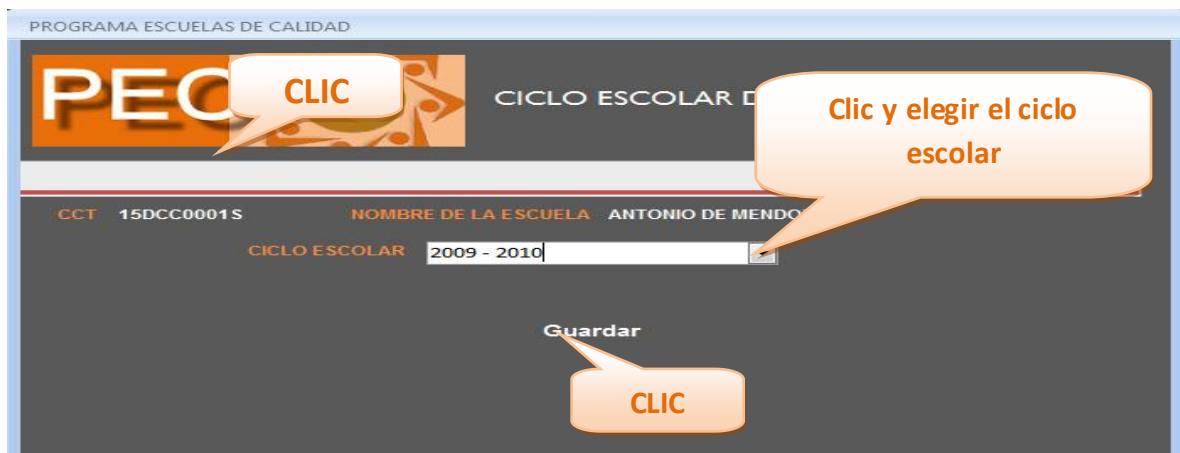 PROGRAMA ESCUELAS DE CALIDAD
PEC
CLIC
CICLO ESCOLAR
Clic y elegir el ciclo
escolar
CCT 15DCC0001S NOMBRE DE LA ESCUELA ANTONIO DE
CICLO ESCOLAR 2009 - 2010
Guardar
CLIC